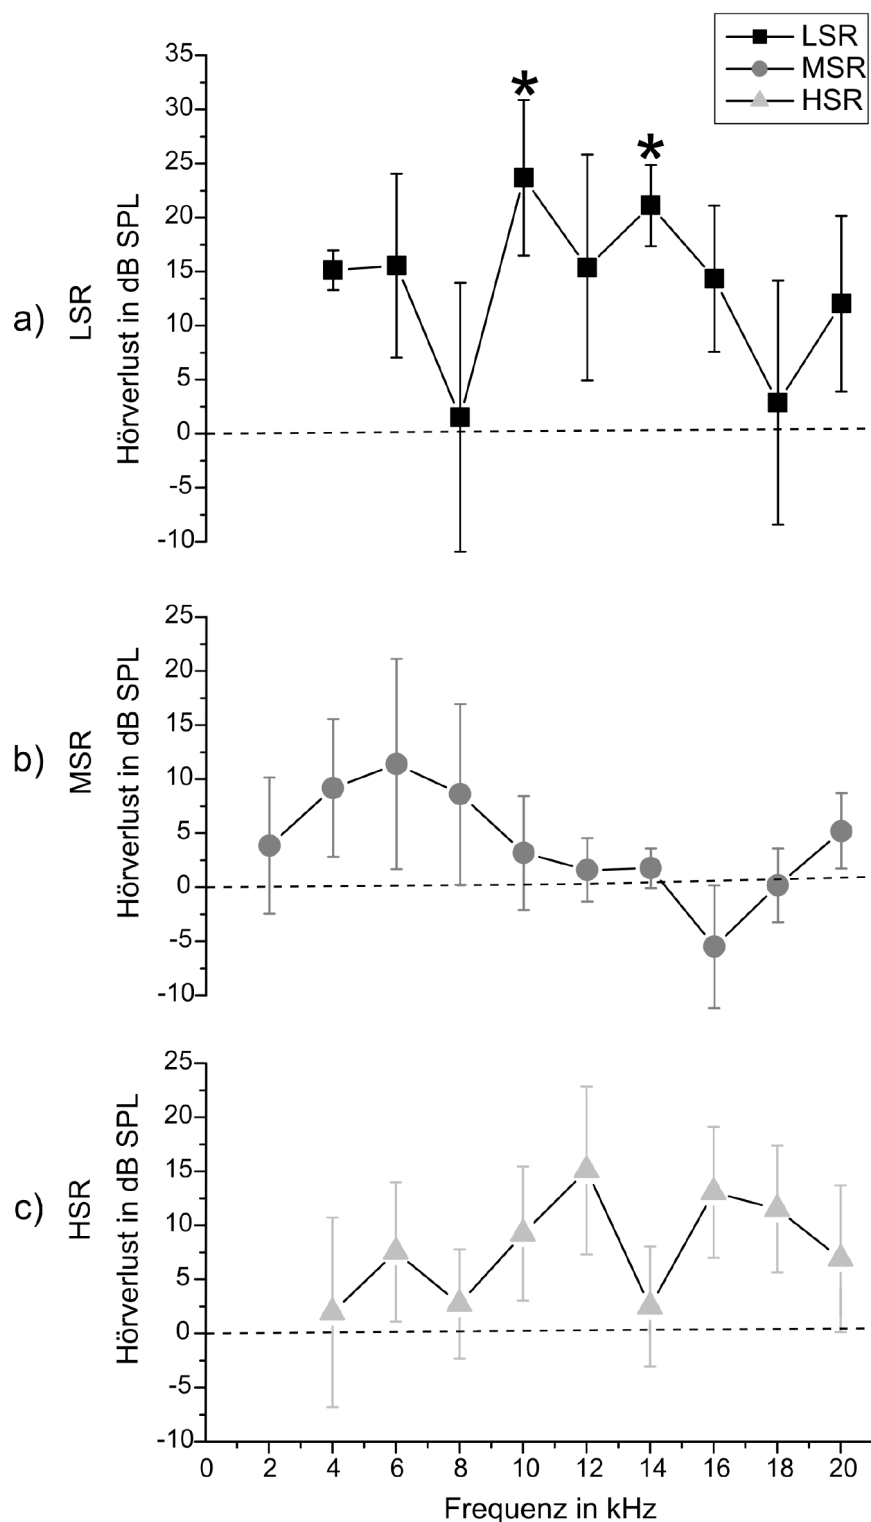 LSR
MSR
HSR
35
30
25
20
15
10
5
0
-5
-10
a)
LSR
Hörverlust in dB SPL
*
*
25
20
15
10
5
0
-5
-10
b)
MSR
Hörverlust in dB SPL
25
20
15
10
5
0
-5
-10
c)
HSR
Hörverlust in dB SPL
0 2 4 6 8 10 12 14 16 18 20
Frequenz in kHz